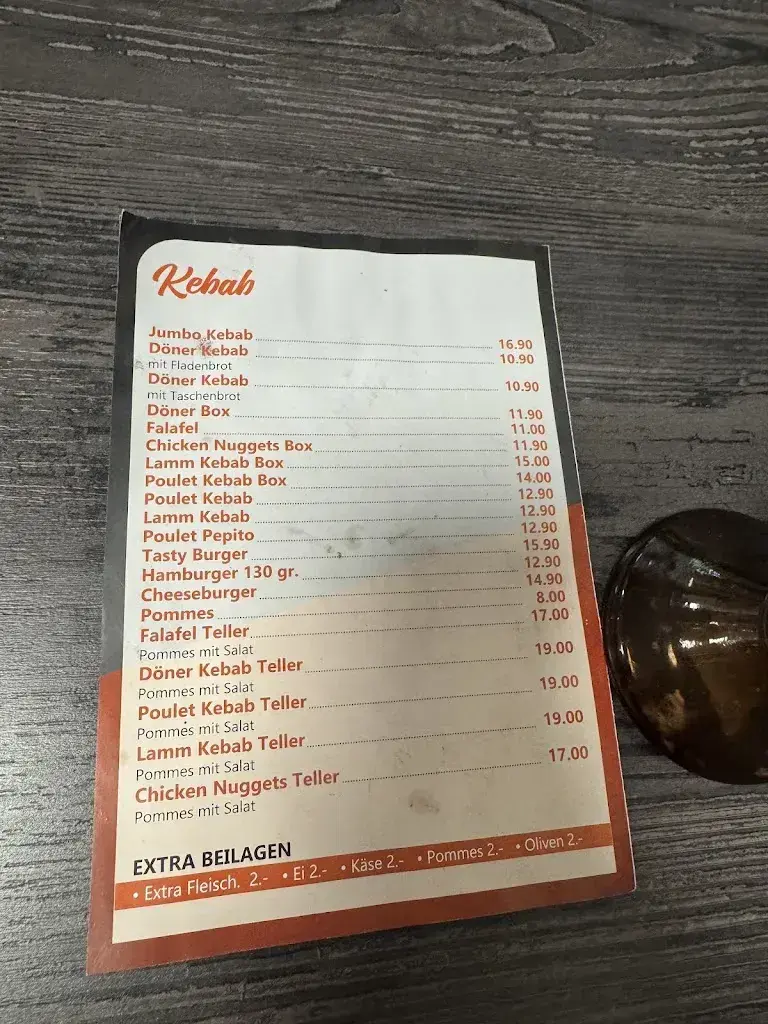 Kebab
Jumbo Kebab 16.90
Döner Kebab 10.90
mit Fladenbrot
Döner Kebab 10.90
mit Taschenbrot
Döner Box 11.90
Falafel 11.00
Chicken Nuggets Box 11.90
Lamm Kebab Box 15.00
Poulet Kebab Box 14.00
Poulet Kebab 12.90
Lamm Kebab 12.90
Poulet Pepito 12.90
Tasty Burger 15.90
Hamburger 130 gr. 12.90
Cheeseburger 14.90
Pommes 8.00
Falafel Teller 17.00
Pommes mit Salat
Döner Kebab Teller 19.00
Pommes mit Salat
Poulet Kebab Teller 19.00
Pommes mit Salat
Lamm Kebab Teller 19.00
Pommes mit Salat
Chicken Nuggets Teller 17.00
Pommes mit Salat
EXTRA BEILAGEN
• Extra Fleisch. 2.- • Ei 2.- • Käse 2.- • Pommes 2.- • Oliven 2.-